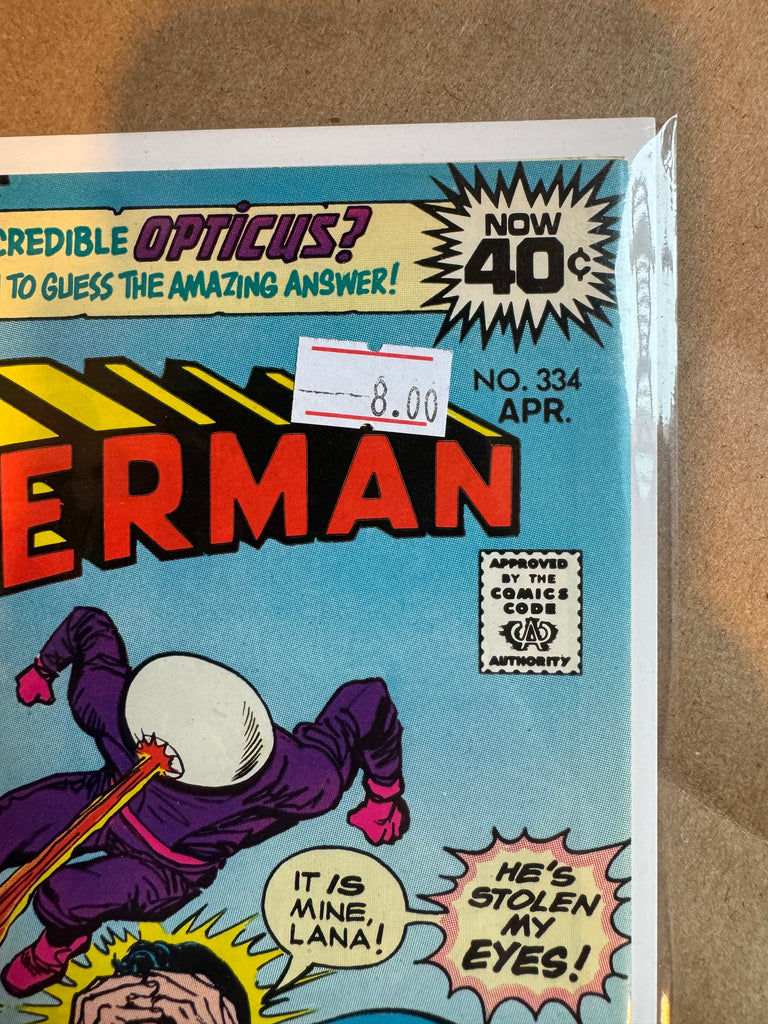 CREDIBLE OPTICUS?
TO GUESS THE AMAZING ANSWER!
NOW
40¢
8.00
NO. 334
APR.
ERMAN
APPROVED
BY THE
COMICS
CODE
CA
AUTHORITY
IT IS
MINE,
LANA!
HE'S
STOLEN
MY
EYES!